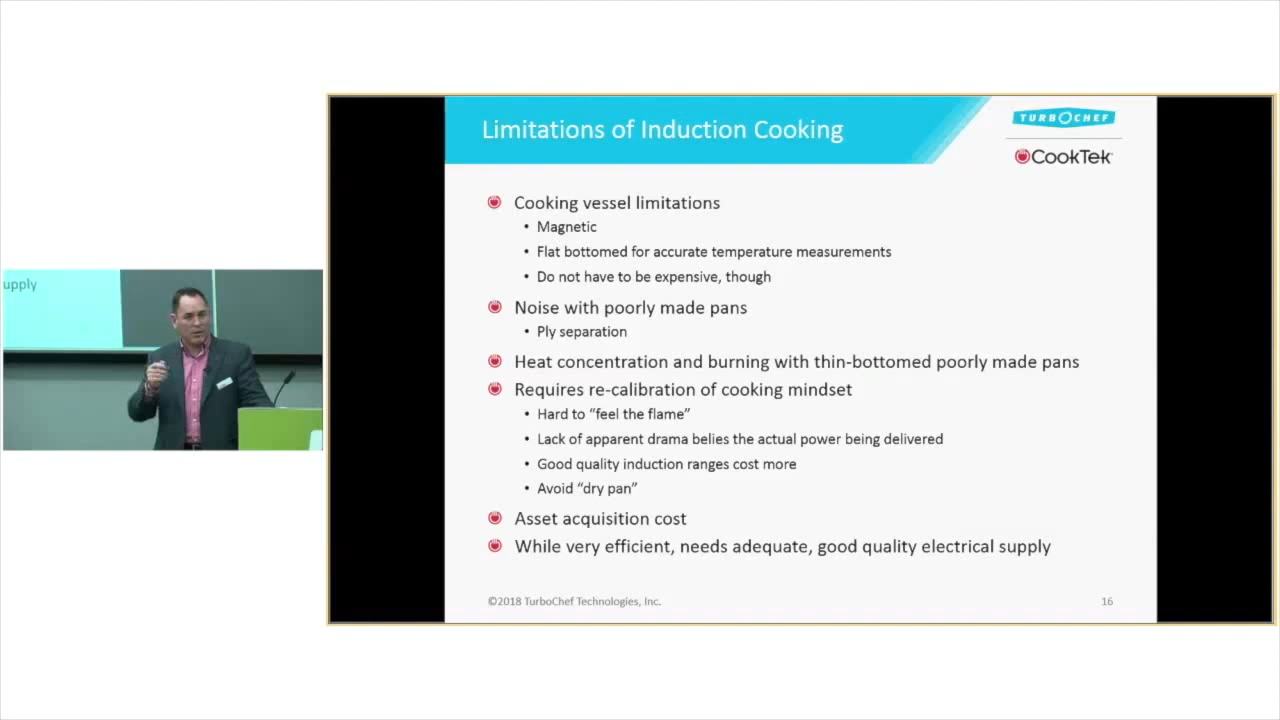 upply
Limitations of Induction Cooking
TURBOCHEF
CookTek
Cooking vessel limitations
• Magnetic
• Flat bottomed for accurate temperature measurements
• Do not have to be expensive, though
Noise with poorly made pans
• Ply separation
Heat concentration and burning with thin-bottomed poorly made pans
Requires re-calibration of cooking mindset
• Hard to “feel the flame”
• Lack of apparent drama belies the actual power being delivered
• Good quality induction ranges cost more
• Avoid “dry pan”
Asset acquisition cost
While very efficient, needs adequate, good quality electrical supply
©2018 TurboChef Technologies, Inc.
16